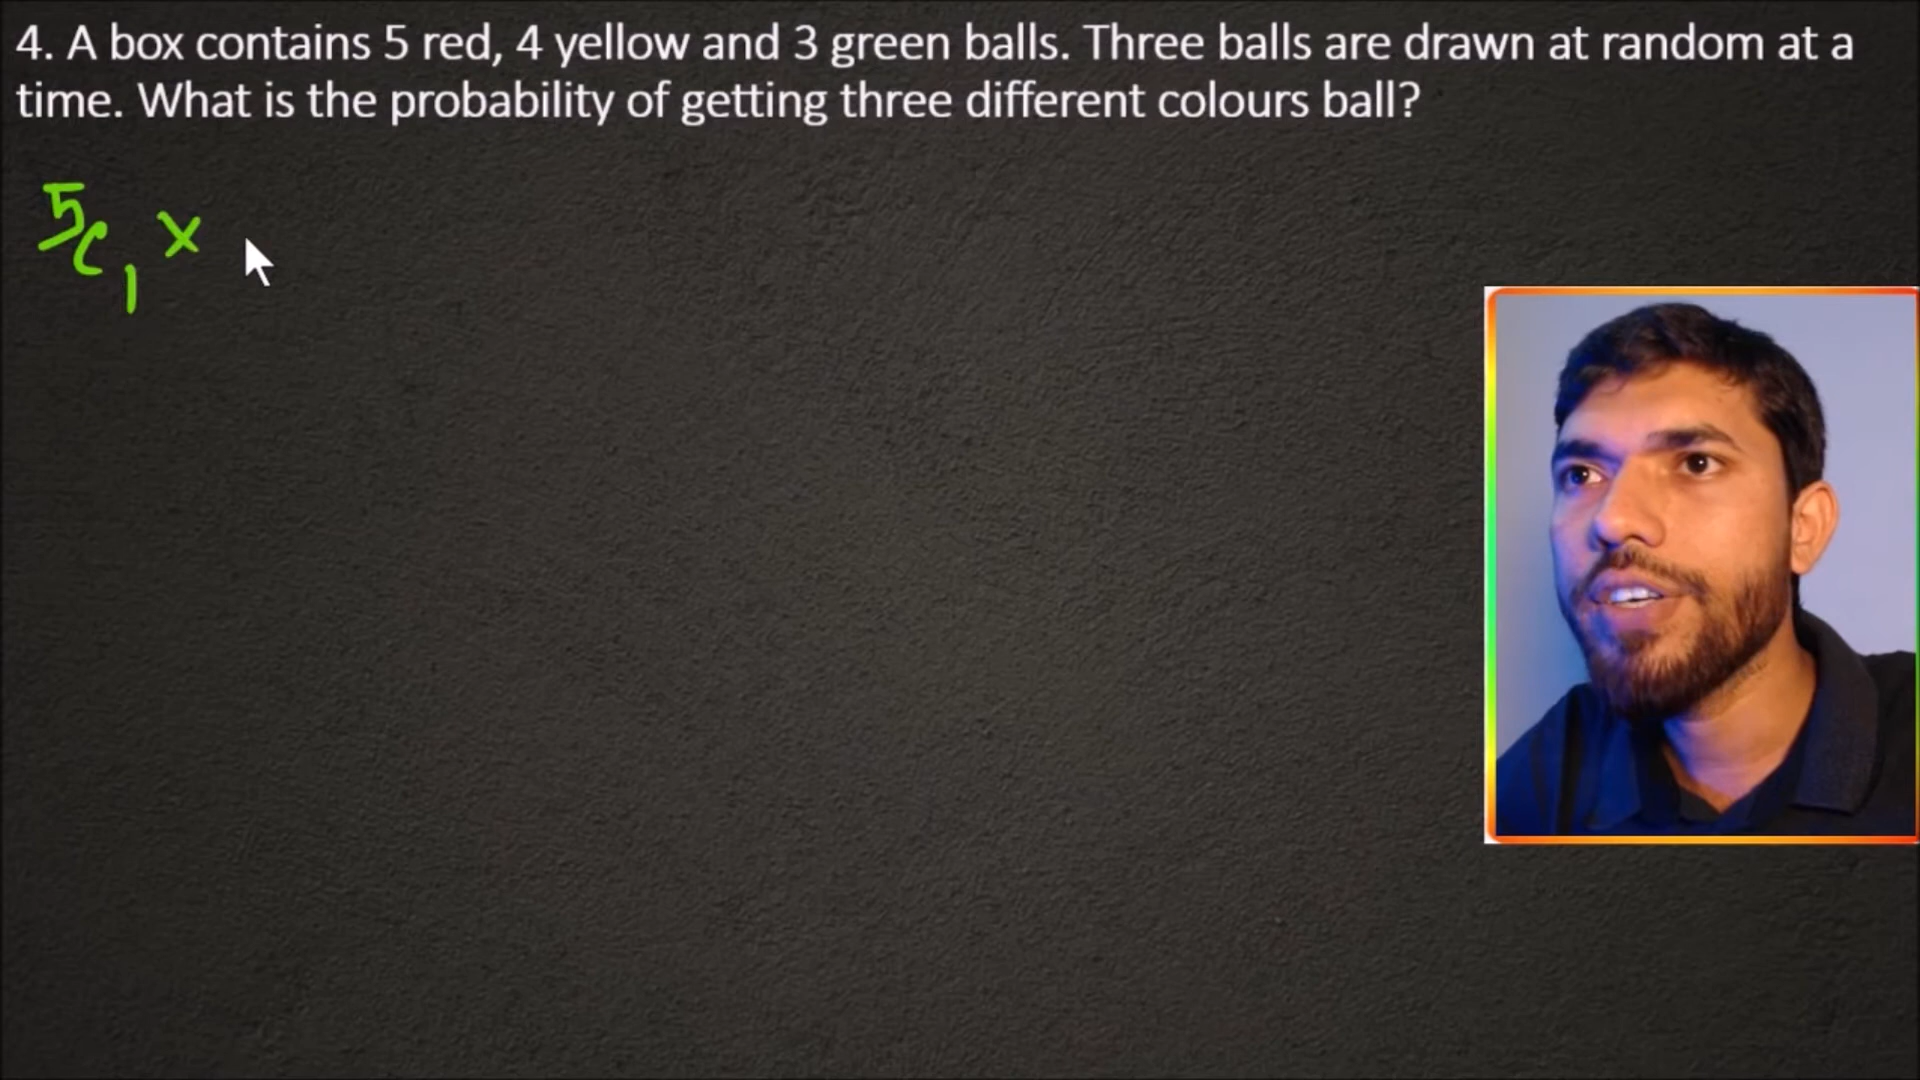 4. A box contains 5 red, 4 yellow and 3 green balls. Three balls are drawn at random at a
time. What is the probability of getting three different colours ball?
5c1 ×